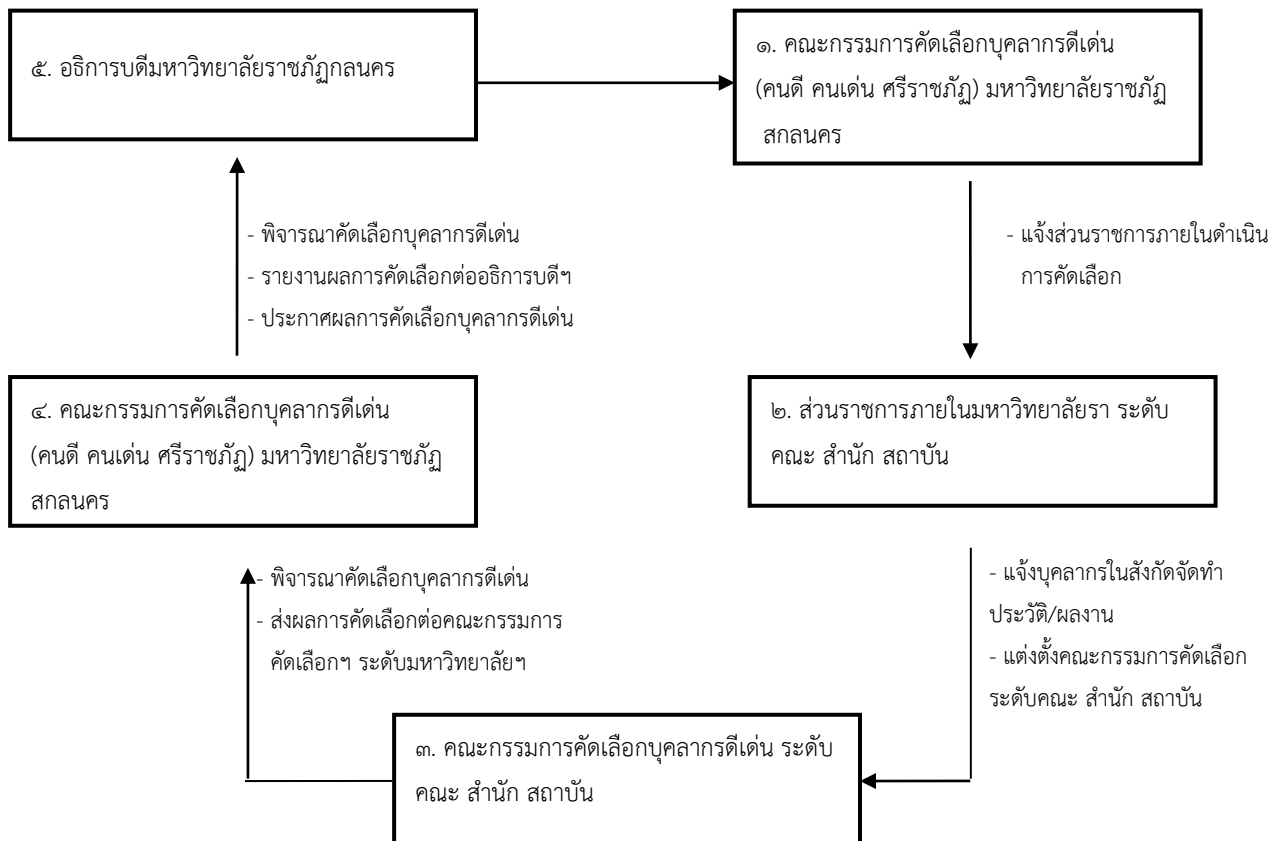 ๕. อธิการบดีมหาวิทยาลัยราชภัฏกลนคร
๑. คณะกรรมการคัดเลือกบุคลากรดีเด่น
(คนดี คนเด่น ศรีราชภัฏ) มหาวิทยาลัยราชภัฏ
สกลนคร
- พิจารณาคัดเลือกบุคลากรดีเด่น
- รายงานผลการคัดเลือกต่ออธิการบดีฯ
- ประกาศผลการคัดเลือกบุคลากรดีเด่น
- แจ้งส่วนราชการภายในดำเนิน
การคัดเลือก
๔. คณะกรรมการคัดเลือกบุคลากรดีเด่น
(คนดี คนเด่น ศรีราชภัฏ) มหาวิทยาลัยราชภัฏ
สกลนคร
๒. ส่วนราชการภายในมหาวิทยาลัยรา ระดับ
คณะ สำนัก สถาบัน
- พิจารณาคัดเลือกบุคลากรดีเด่น
- ส่งผลการคัดเลือกต่อคณะกรรมการ
คัดเลือกฯ ระดับมหาวิทยาลัยฯ
- แจ้งบุคลากรในสังกัดจัดทำ
ประวัติ/ผลงาน
- แต่งตั้งคณะกรรมการคัดเลือก
ระดับคณะ สำนัก สถาบัน
๓. คณะกรรมการคัดเลือกบุคลากรดีเด่น ระดับ
คณะ สำนัก สถาบัน